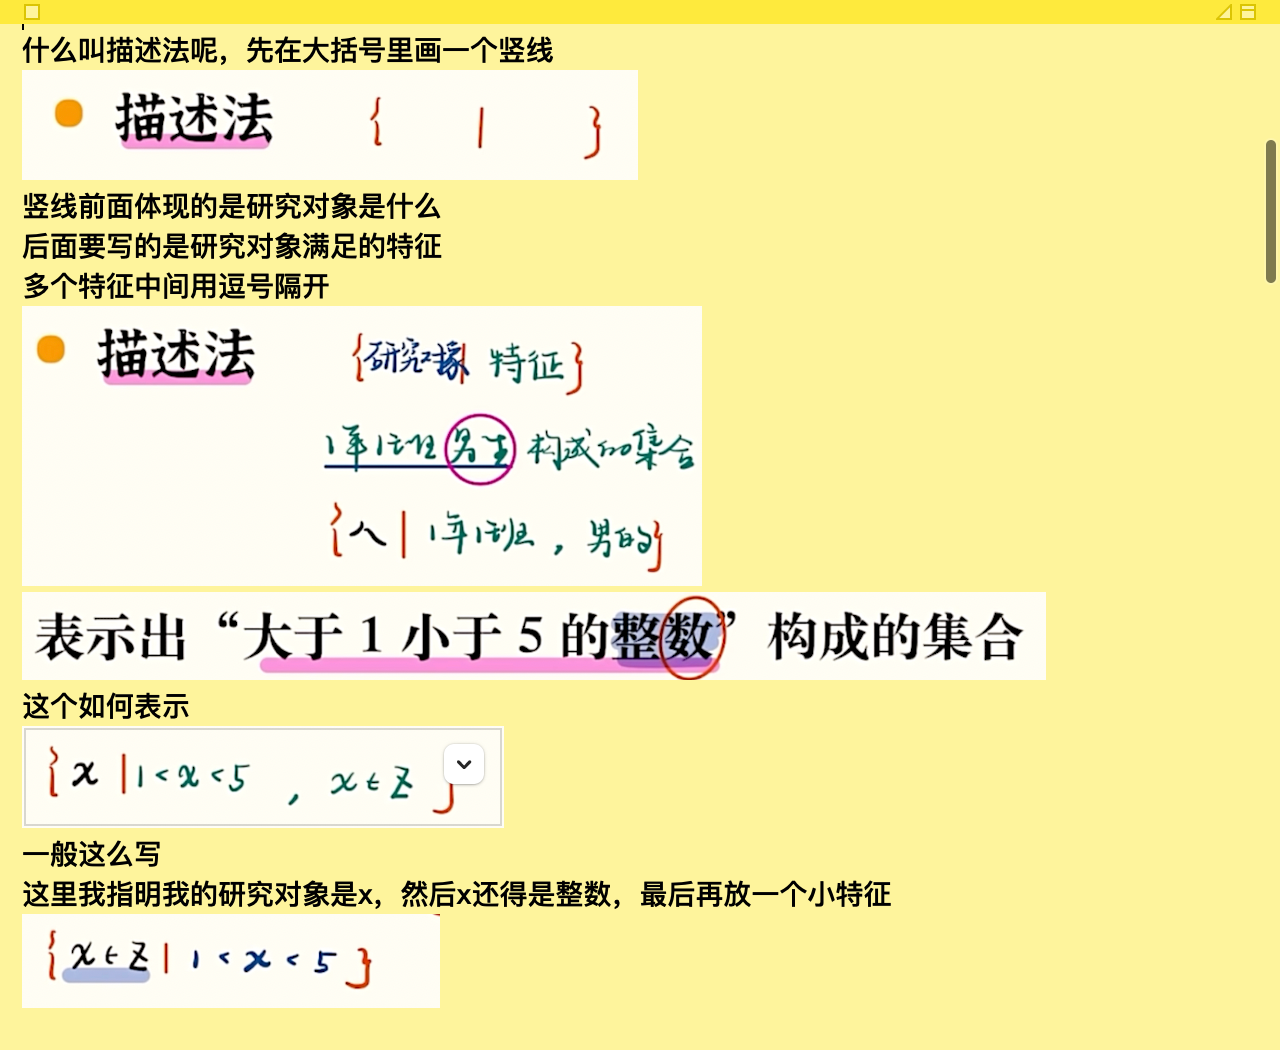 什么叫描述法呢，先在大括号里画一个竖线
描述法 { | }
竖线前面体现的是研究对象是什么
后面要写的是研究对象满足的特征
多个特征中间用逗号隔开
描述法 {研究对象| 特征}
1年1班男生构成的集合
{人| 1年1班，男的}
表示出“大于 1 小于 5 的整数”构成的集合
这个如何表示
{x|1<x<5 , x∈Z }
一般这么写
这里我指明我的研究对象是x，然后x还得是整数，最后再放一个小特征
{x∈Z| 1<x<5}